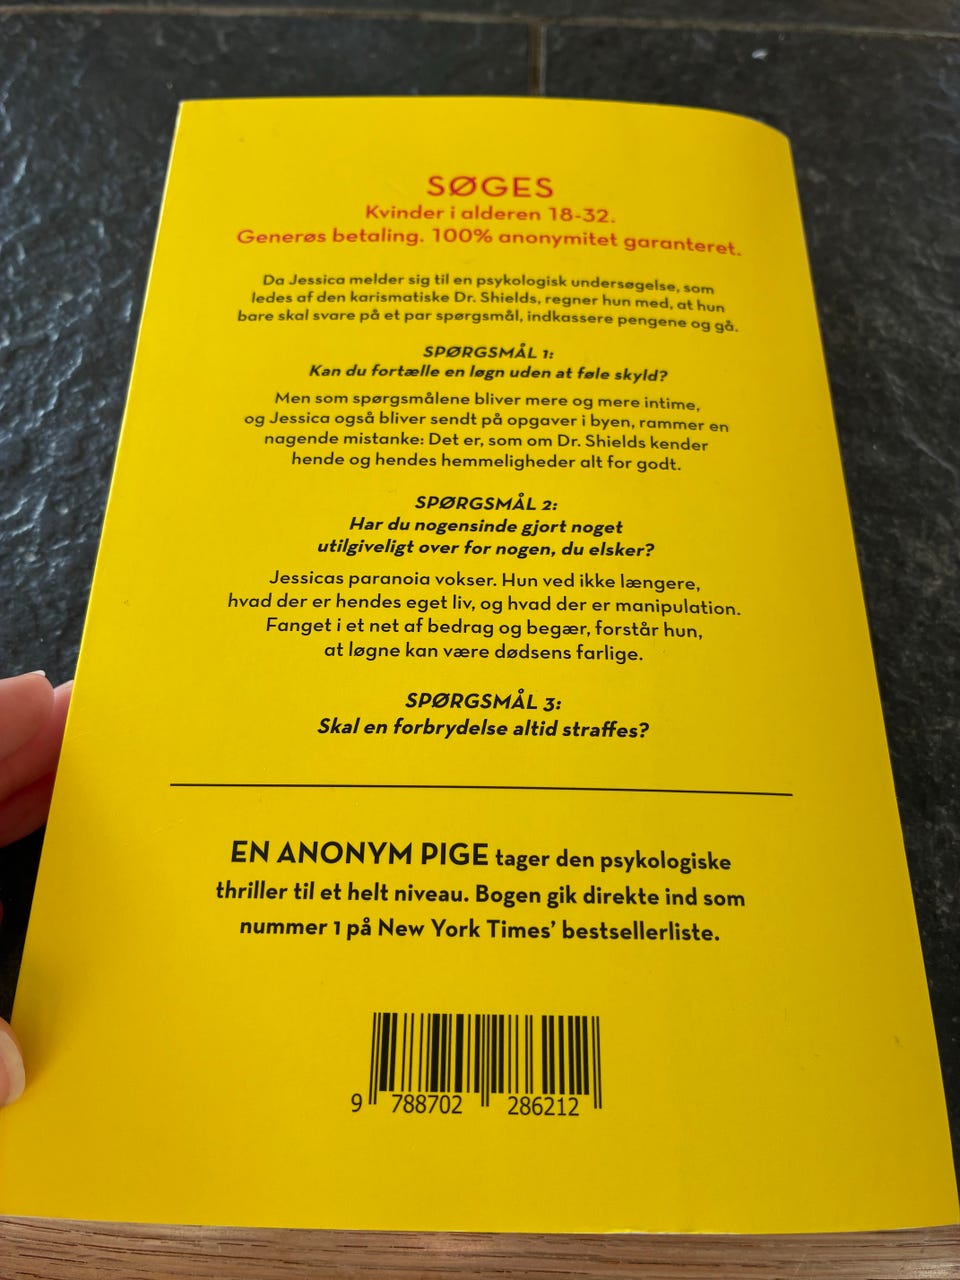 SØGES
Kvinder i alderen 18-32.
Generøs betaling. 100% anonymitet garanteret.
Da Jessica melder sig til en psykologisk undersøgelse, som
ledes af den karismatiske Dr. Shields, regner hun med, at hun
bare skal svare på et par spørgsmål, indkassere pengene og gå.
SPØRGSMÅL 1:
Kan du fortælle en løgn uden at føle skyld?
Men som spørgsmålene bliver mere og mere intime,
og Jessica også bliver sendt på opgaver i byen, rammer en
nagende mistanke: Det er, som om Dr. Shields kender
hende og hendes hemmeligheder alt for godt.
SPØRGSMÅL 2:
Har du nogensinde gjort noget
utilgiveligt over for nogen, du elsker?
Jessicas paranoia vokser. Hun ved ikke længere,
hvad der er hendes eget liv, og hvad der er manipulation.
Fanget i et net af bedrag og begær, forstår hun,
at løgne kan være dødsens farlige.
SPØRGSMÅL 3:
Skal en forbrydelse altid straffes?
EN ANONYM PIGE tager den psykologiske
thriller til et helt niveau. Bogen gik direkte ind som
nummer 1 på New York Times' bestsellerliste.
9 788702 286212